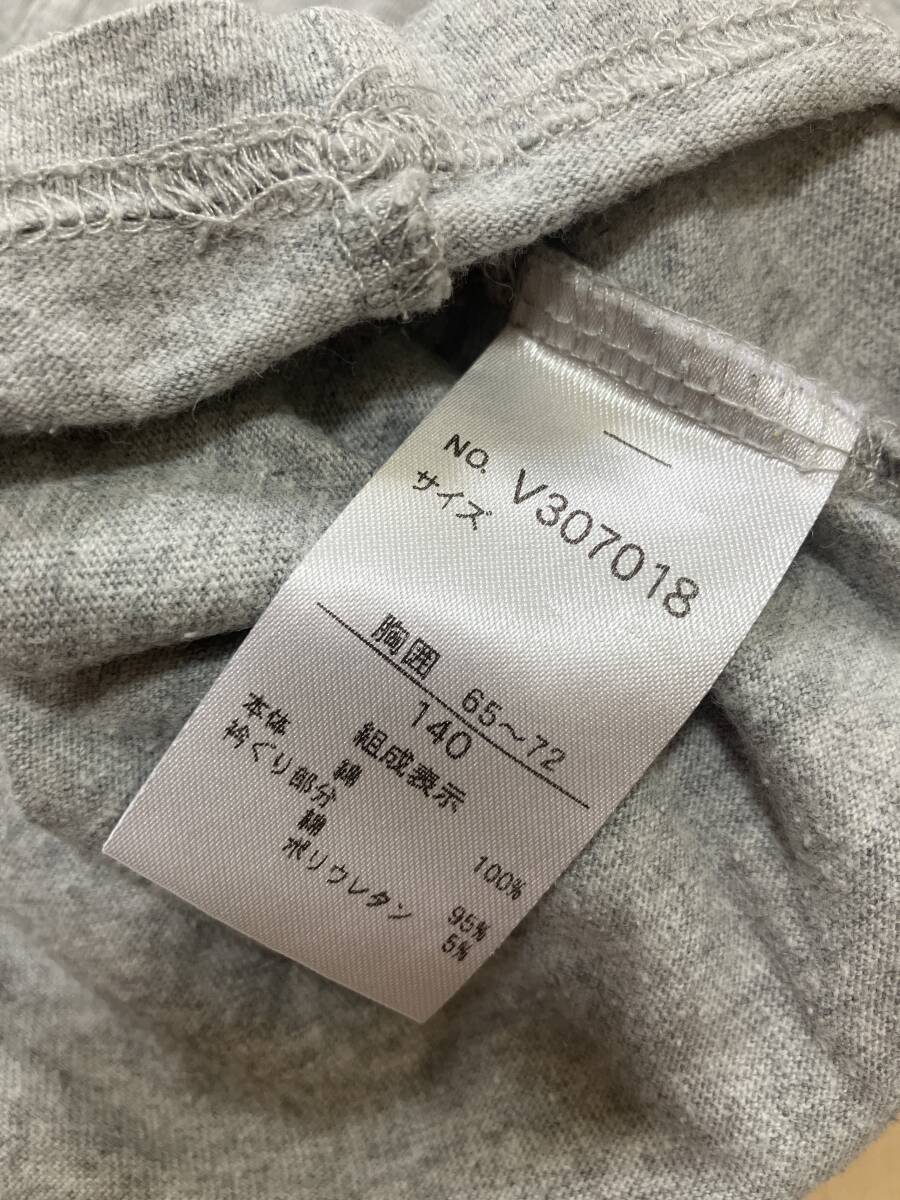 NO. V307018
サイズ
胸囲 65～72
140
組成表示
本体
綿 100%
衿ぐり部分
綿 95%
ポリウレタン 5%